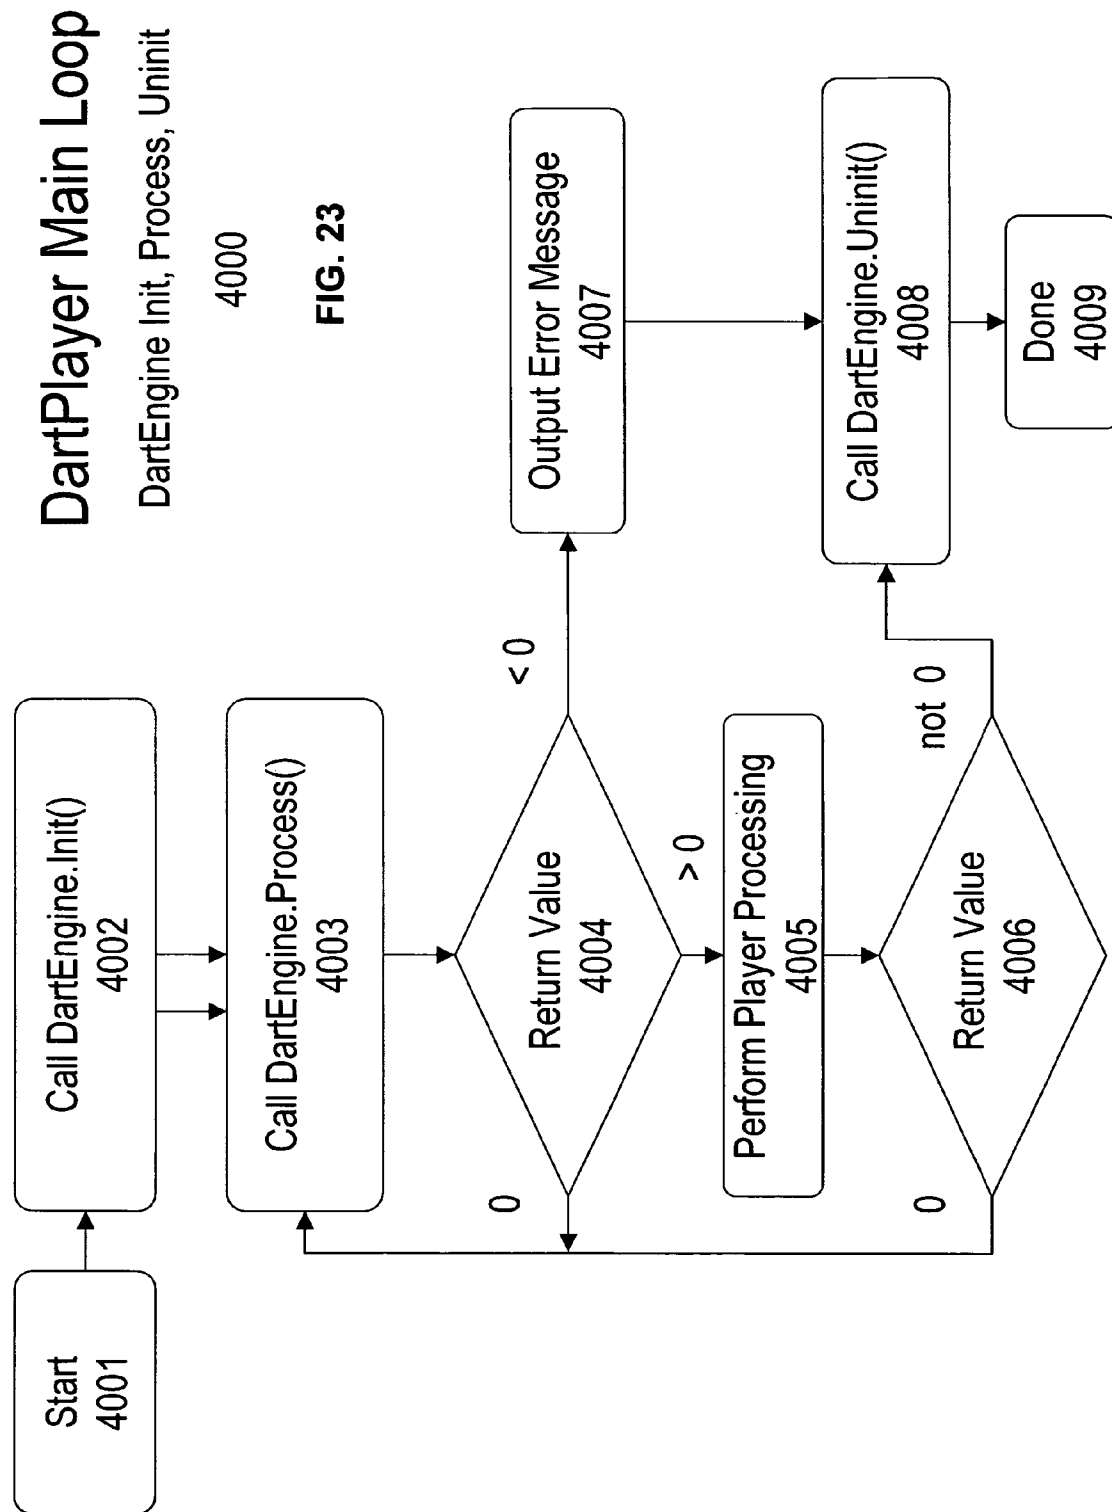 DartPlayer Main Loop
DartEngine Init, Process, Uninit
4000
FIG. 23
Start
4001
Call DartEngine.Init()
4002
Call DartEngine.Process()
4003
Return Value
4004
0
< 0
> 0
Output Error Message
4007
Perform Player Processing
4005
Return Value
4006
0
not 0
Call DartEngine.Uninit()
4008
Done
4009